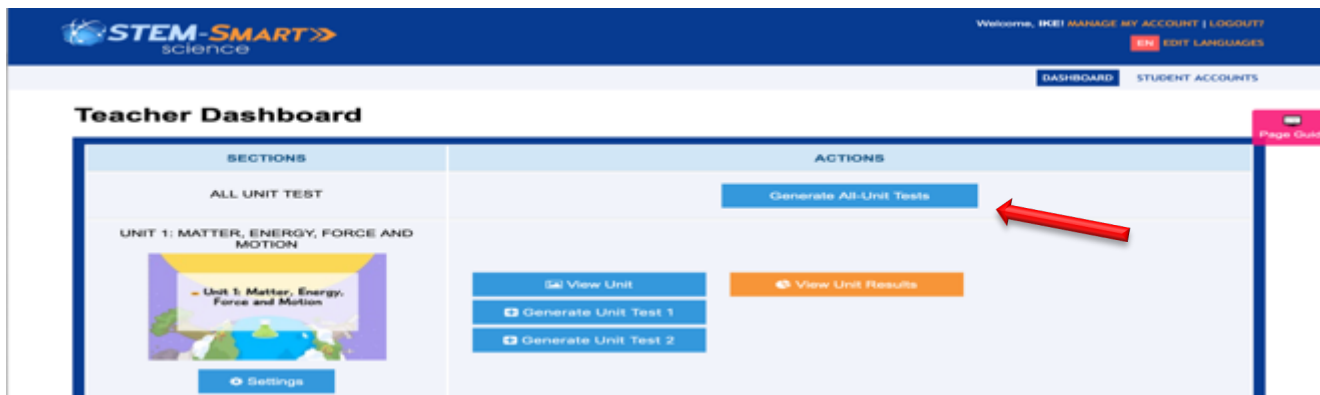 STEM-SMART
science
Welcome, IKE! MANAGE MY ACCOUNT | LOGOUT?
EN EDIT LANGUAGES
DASHBOARD STUDENT ACCOUNTS
Teacher Dashboard
Page Guid
SECTIONS ACTIONS
ALL UNIT TEST Generate All-Unit Tests
UNIT 1: MATTER, ENERGY, FORCE AND
MOTION
Unit 1: Matter, Energy,
Force and Motion
View Unit View Unit Results
Generate Unit Test 1
Generate Unit Test 2
Settings